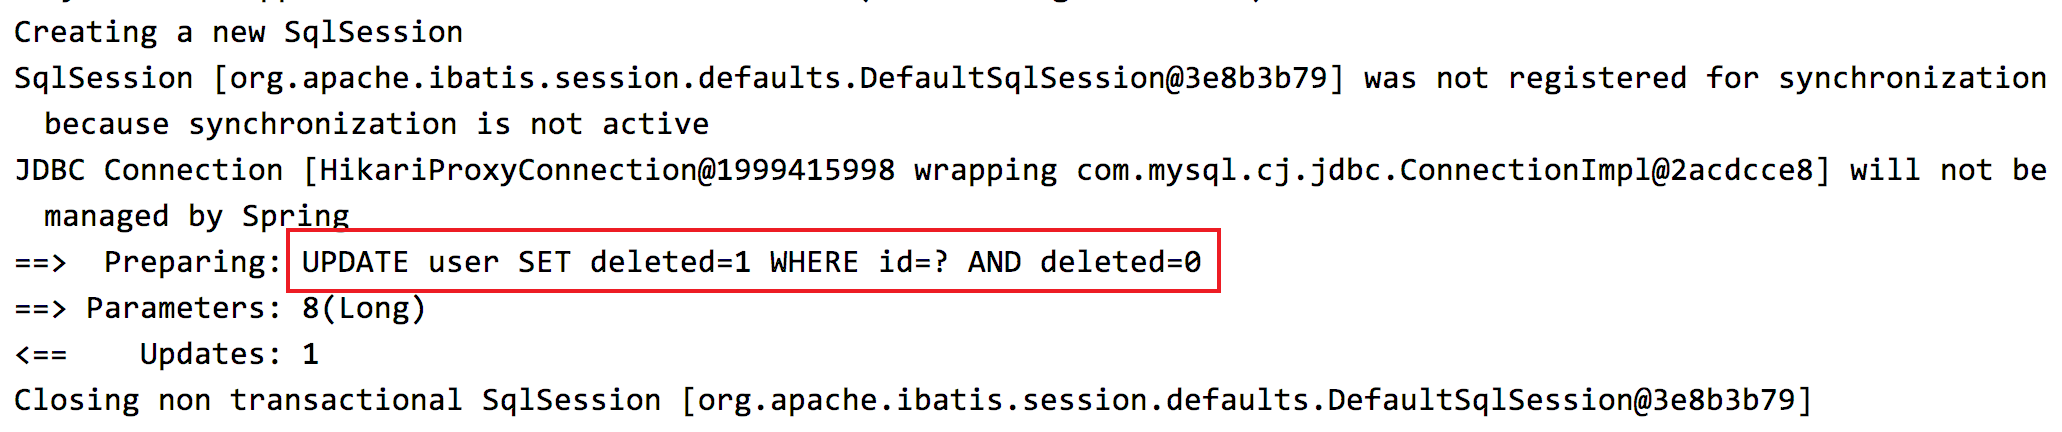 Creating a new SqlSession
SqlSession [org.apache.ibatis.session.defaults.DefaultSqlSession@3e8b3b79] was not registered for synchronization
because synchronization is not active
JDBC Connection [HikariProxyConnection@1999415998 wrapping com.mysql.cj.jdbc.ConnectionImpl@2acdcce8] will not be
managed by Spring
==>  Preparing: UPDATE user SET deleted=1 WHERE id=? AND deleted=0
==> Parameters: 8(Long)
<==    Updates: 1
Closing non transactional SqlSession [org.apache.ibatis.session.defaults.DefaultSqlSession@3e8b3b79]